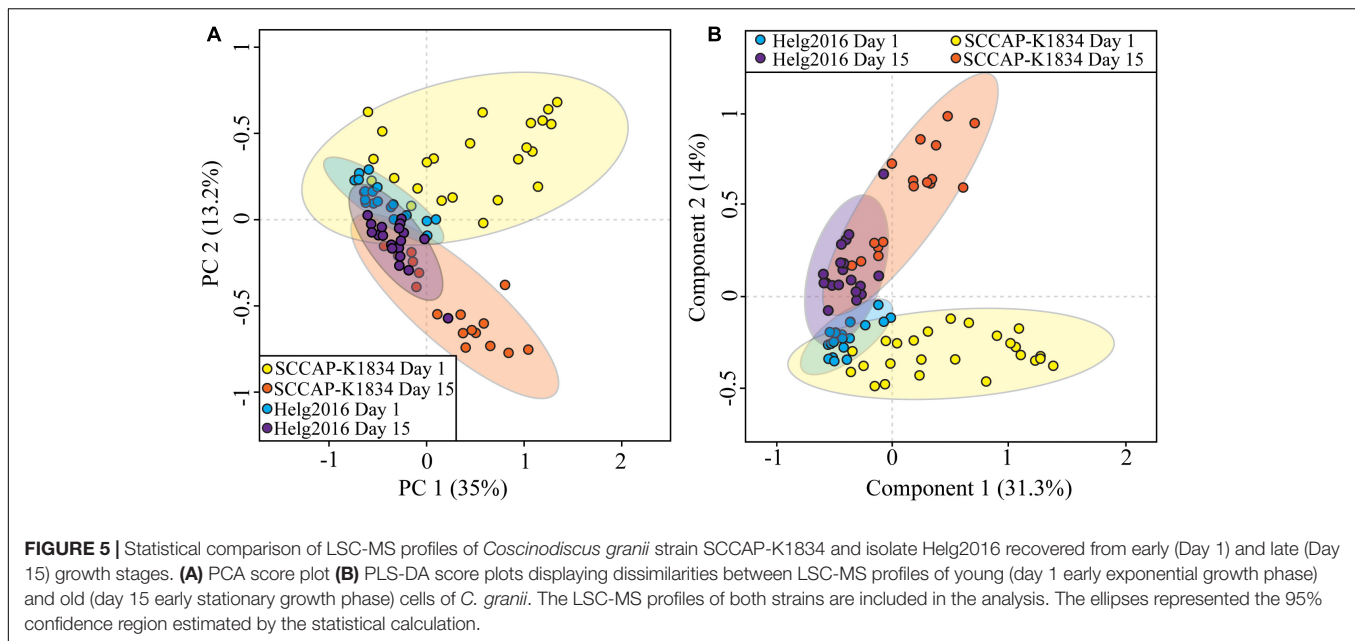 A
1
-0.5
0
-0.5
-1
PC 2 (13.2%)
SCCAP-K1834 Day 1
SCCAP-K1834 Day 15
Helg2016 Day 1
Helg2016 Day 15
-1 0 1 2
PC 1 (35%)
B
Helg2016 Day 1 SCCAP-K1834 Day 1
Helg2016 Day 15 SCCAP-K1834 Day 15
1
0.5
0
-0.5
Component 2 (14%)
-1 0 1 2
Component 1 (31.3%)
FIGURE 5 | Statistical comparison of LSC-MS profiles of Coscinodiscus granii strain SCCAP-K1834 and isolate Helg2016 recovered from early (Day 1) and late (Day
15) growth stages. (A) PCA score plot (B) PLS-DA score plots displaying dissimilarities between LSC-MS profiles of young (day 1 early exponential growth phase)
and old (day 15 early stationary growth phase) cells of C. granii. The LSC-MS profiles of both strains are included in the analysis. The ellipses represented the 95%
confidence region estimated by the statistical calculation.